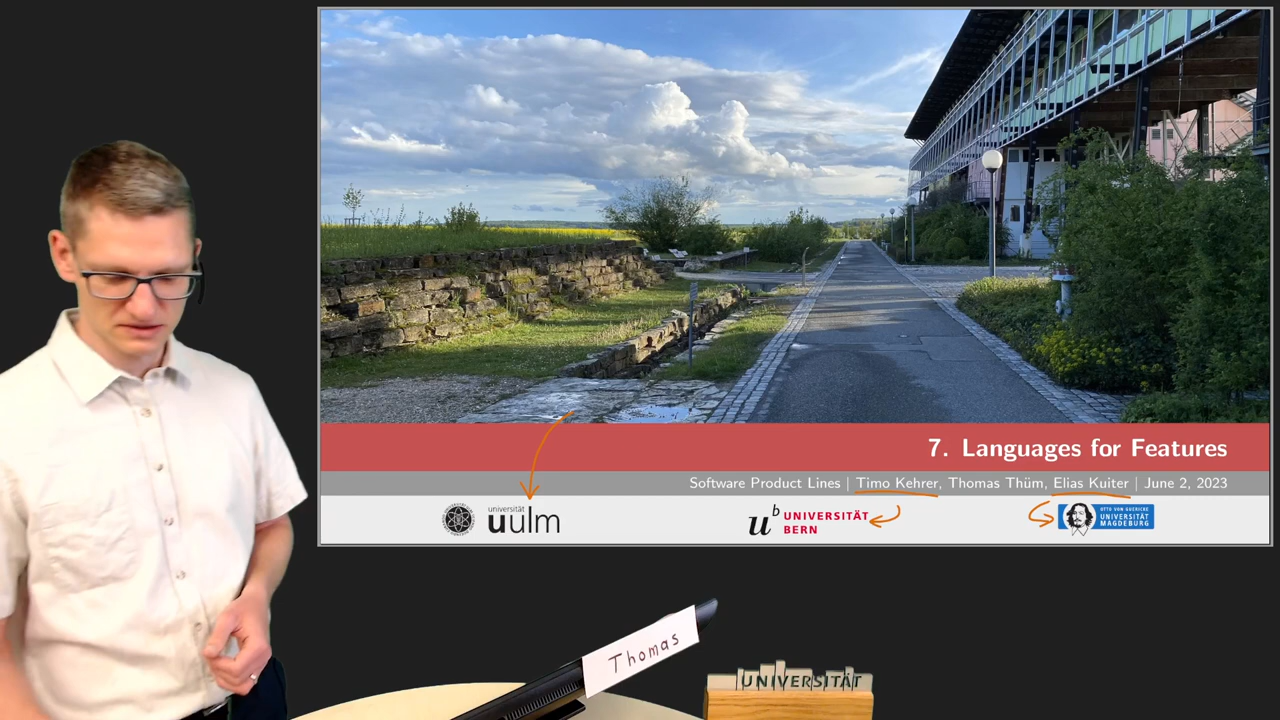 7. Languages for Features
Software Product Lines | Timo Kehrer, Thomas Thüm, Elias Kuiter | June 2, 2023
universität
uulm
u^b UNIVERSITÄT
BERN
OTTO VON GUERICKE
UNIVERSITÄT
MAGDEBURG
Thomas
UNIVERSITÄT